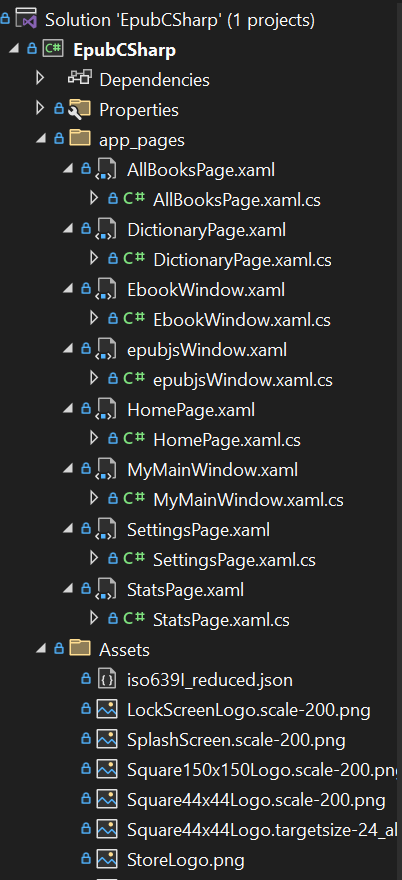 Solution 'EpubCSharp' (1 projects)
C# EpubCSharp
Dependencies
Properties
app_pages
AllBooksPage.xaml
C# AllBooksPage.xaml.cs
DictionaryPage.xaml
C# DictionaryPage.xaml.cs
EbookWindow.xaml
C# EbookWindow.xaml.cs
epubjsWindow.xaml
C# epubjsWindow.xaml.cs
HomePage.xaml
C# HomePage.xaml.cs
MyMainWindow.xaml
C# MyMainWindow.xaml.cs
SettingsPage.xaml
C# SettingsPage.xaml.cs
StatsPage.xaml
C# StatsPage.xaml.cs
Assets
iso639I_reduced.json
LockScreenLogo.scale-200.png
SplashScreen.scale-200.png
Square150x150Logo.scale-200.png
Square44x44Logo.scale-200.png
Square44x44Logo.targetsize-24_al
StoreLogo.png